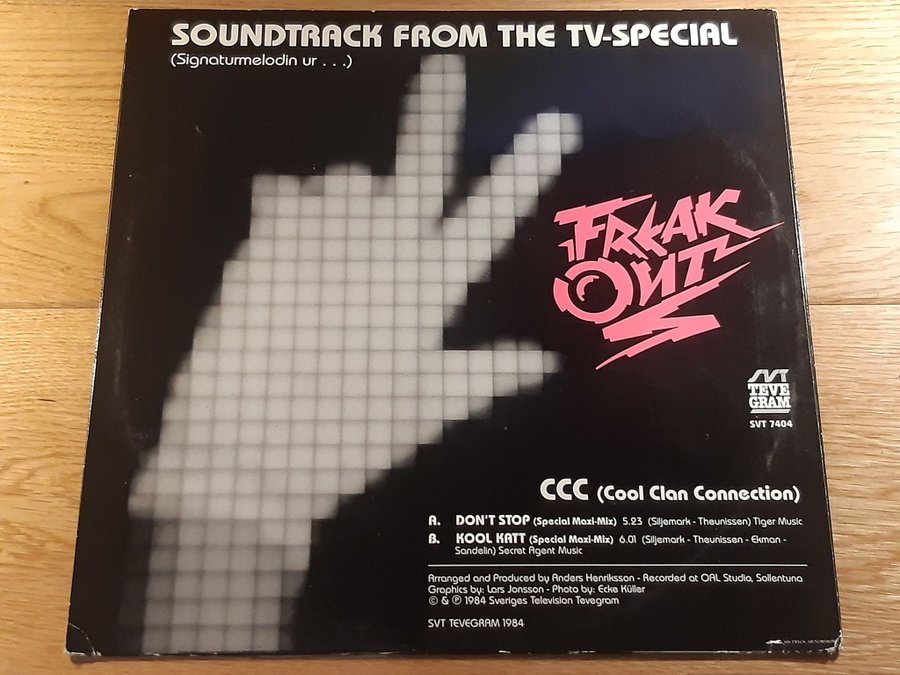 SOUNDTRACK FROM THE TV-SPECIAL
(Signaturmelodin ur . . .)
FREAK
OUT
SVT
TEVE
GRAM
SVT 7404
CCC (Cool Clan Connection)
A. DON'T STOP (Special Maxi-Mix) 5.23 (Siljemark - Theunissen) Tiger Music
B. KOOL KATT (Special Maxi-Mix) 6.01 (Siljemark - Theunissen - Ekman -
Sandelin) Secret Agent Music
Arranged and Produced by Anders Henriksson - Recorded at OAL Studio, Sollentuna
Graphics by: Lars Jansson - Photo by: Ecke Küller
© & ℗ 1984 Sveriges Television Tevegram
SVT TEVEGRAM 1984